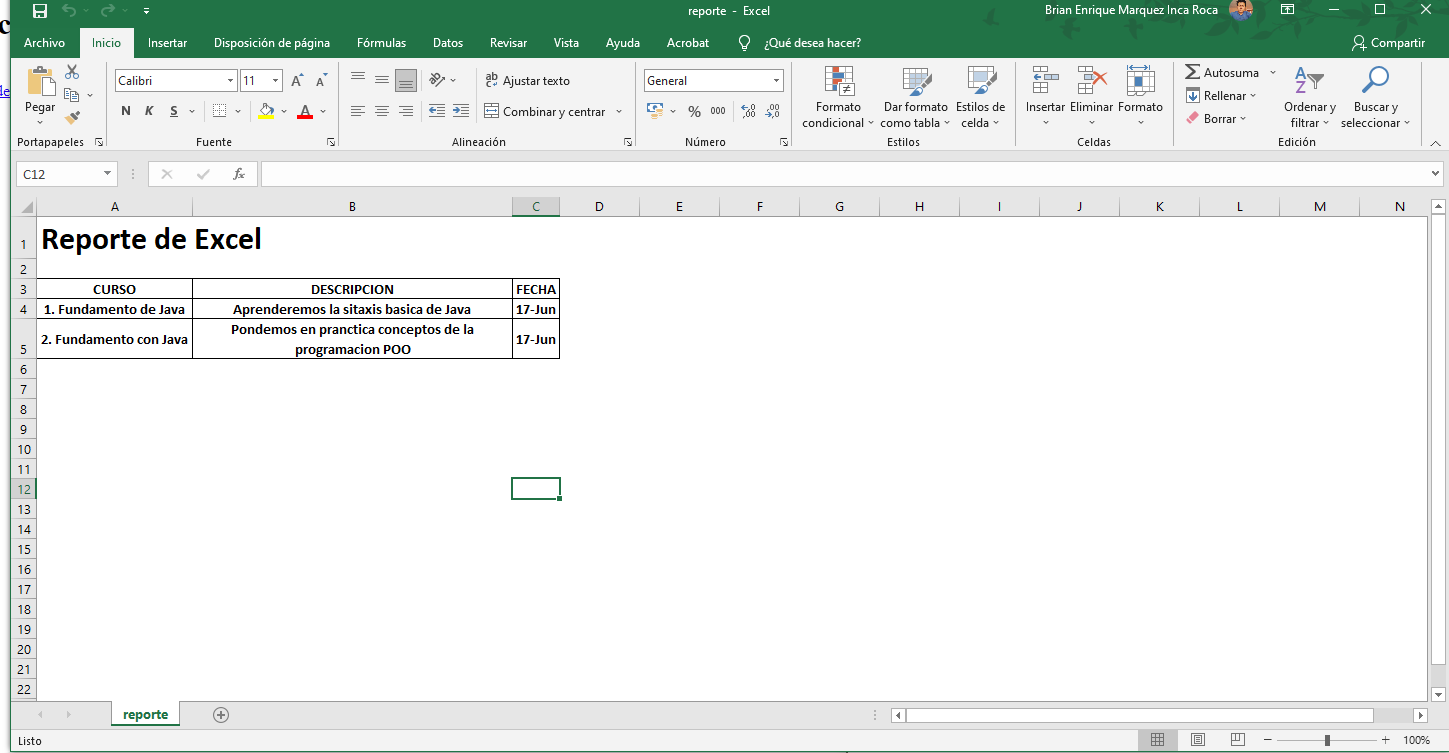 reporte - Excel
Brian Enrique Marquez Inca Roca
Archivo Inicio Insertar Disposición de página Fórmulas Datos Revisar Vista Ayuda Acrobat ¿Qué desea hacer? Compartir
Pegar
Portapapeles
Calibri 11
N K S
Fuente
Ajustar texto
Combinar y centrar
Alineación
General
% 000
Número
Formato condicional
Dar formato como tabla
Estilos de celda
Estilos
Insertar Eliminar Formato
Celdas
Autosuma
Rellenar
Borrar
Ordenar y filtrar
Buscar y seleccionar
Edición
C12 fx
A B C D E F G H I J K L M N
1 Reporte de Excel
2
3 CURSO DESCRIPCION FECHA
4 1. Fundamento de Java Aprenderemos la sitaxis basica de Java 17-Jun
5 2. Fundamento con Java Pondemos en pranctica conceptos de la programacion POO 17-Jun
6
7
8
9
10
11
12
13
14
15
16
17
18
19
20
21
22
reporte
Listo
100%